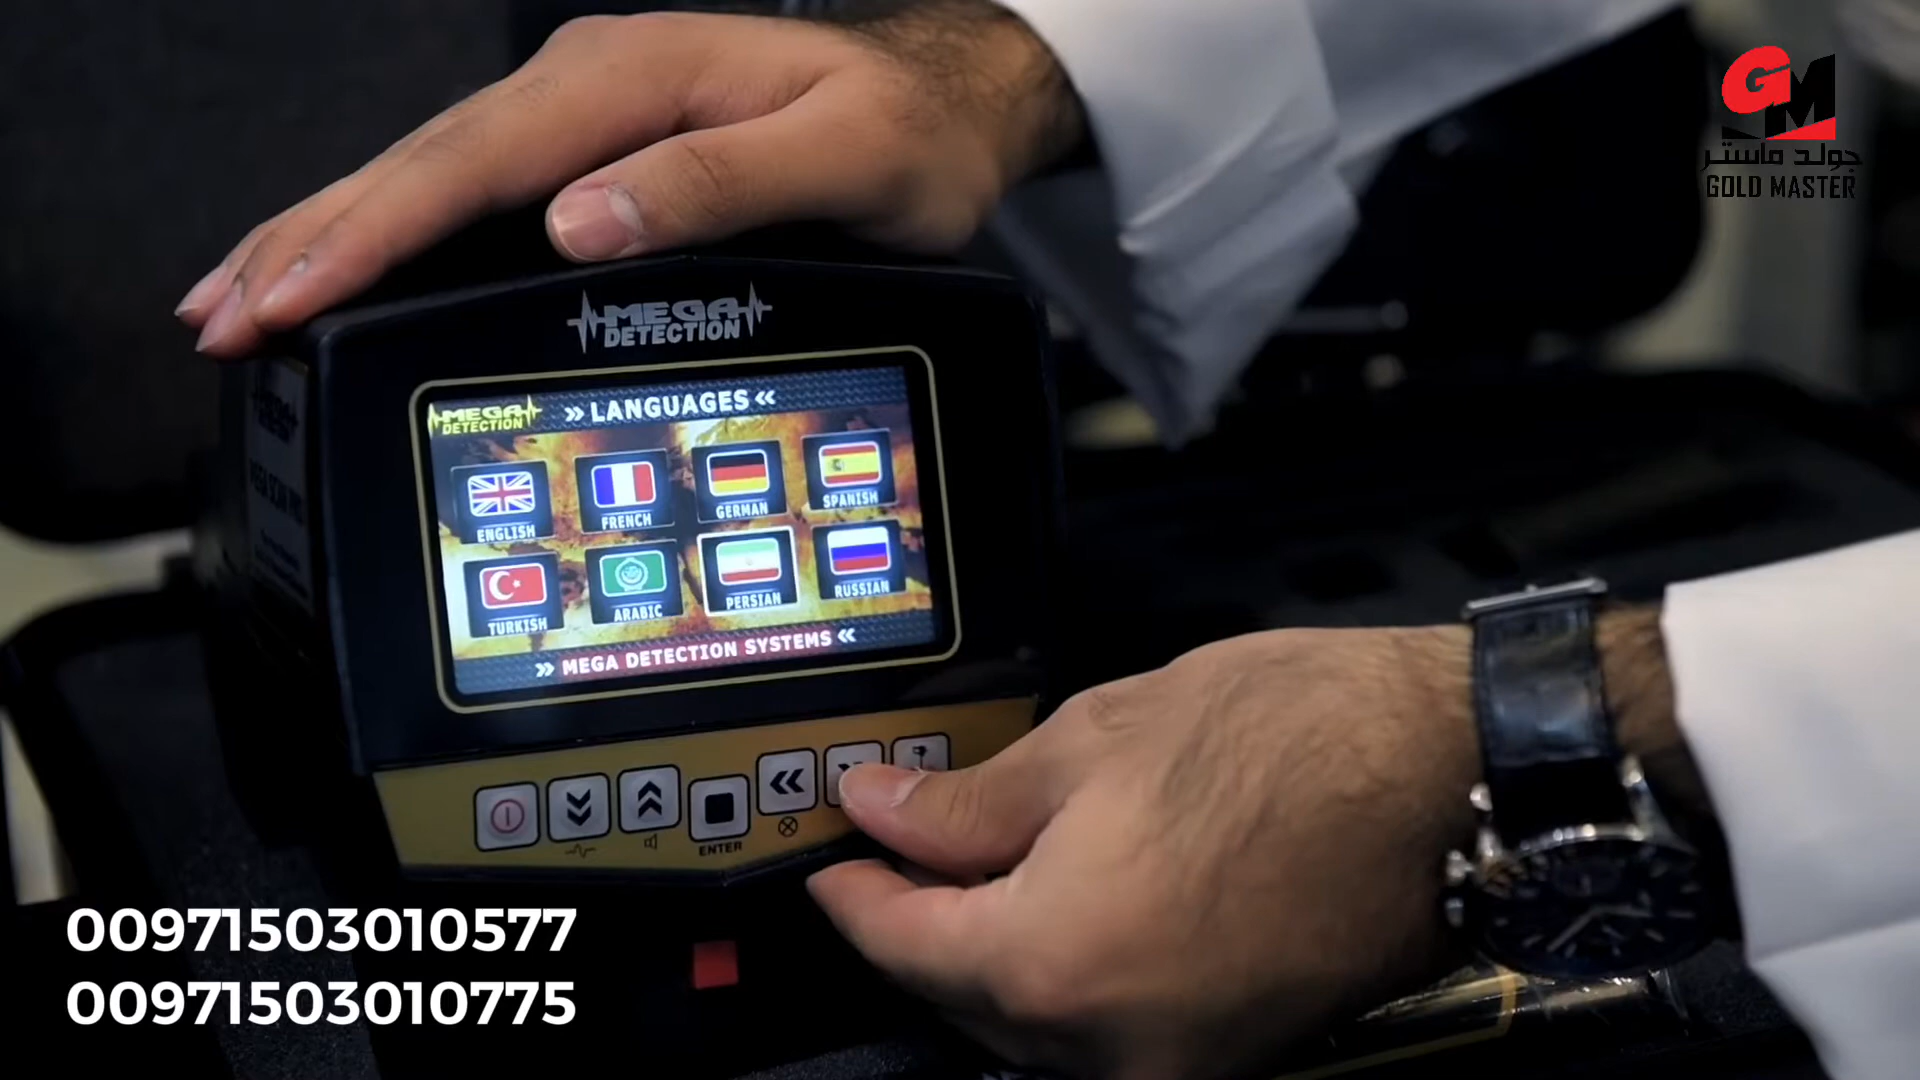 GM
جولد ماستر
GOLD MASTER
MEGA
DETECTION
MEGA
DETECTION
» LANGUAGES «
ENGLISH
FRENCH
GERMAN
SPANISH
TURKISH
ARABIC
PERSIAN
RUSSIAN
» MEGA DETECTION SYSTEMS «
ENTER
00971503010577
00971503010775